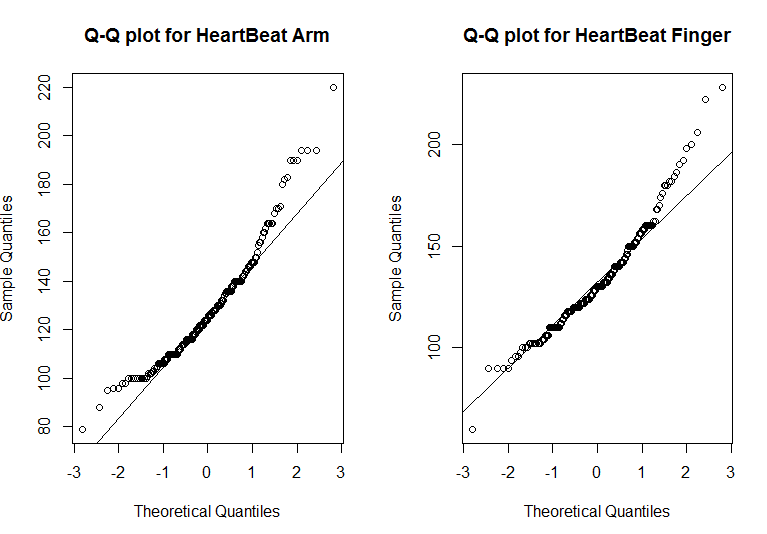 Q-Q plot for HeartBeat Arm
Sample Quantiles
220
200
180
160
140
120
100
80
-3 -2 -1 0 1 2 3
Theoretical Quantiles
Q-Q plot for HeartBeat Finger
Sample Quantiles
200
150
100
-3 -2 -1 0 1 2 3
Theoretical Quantiles